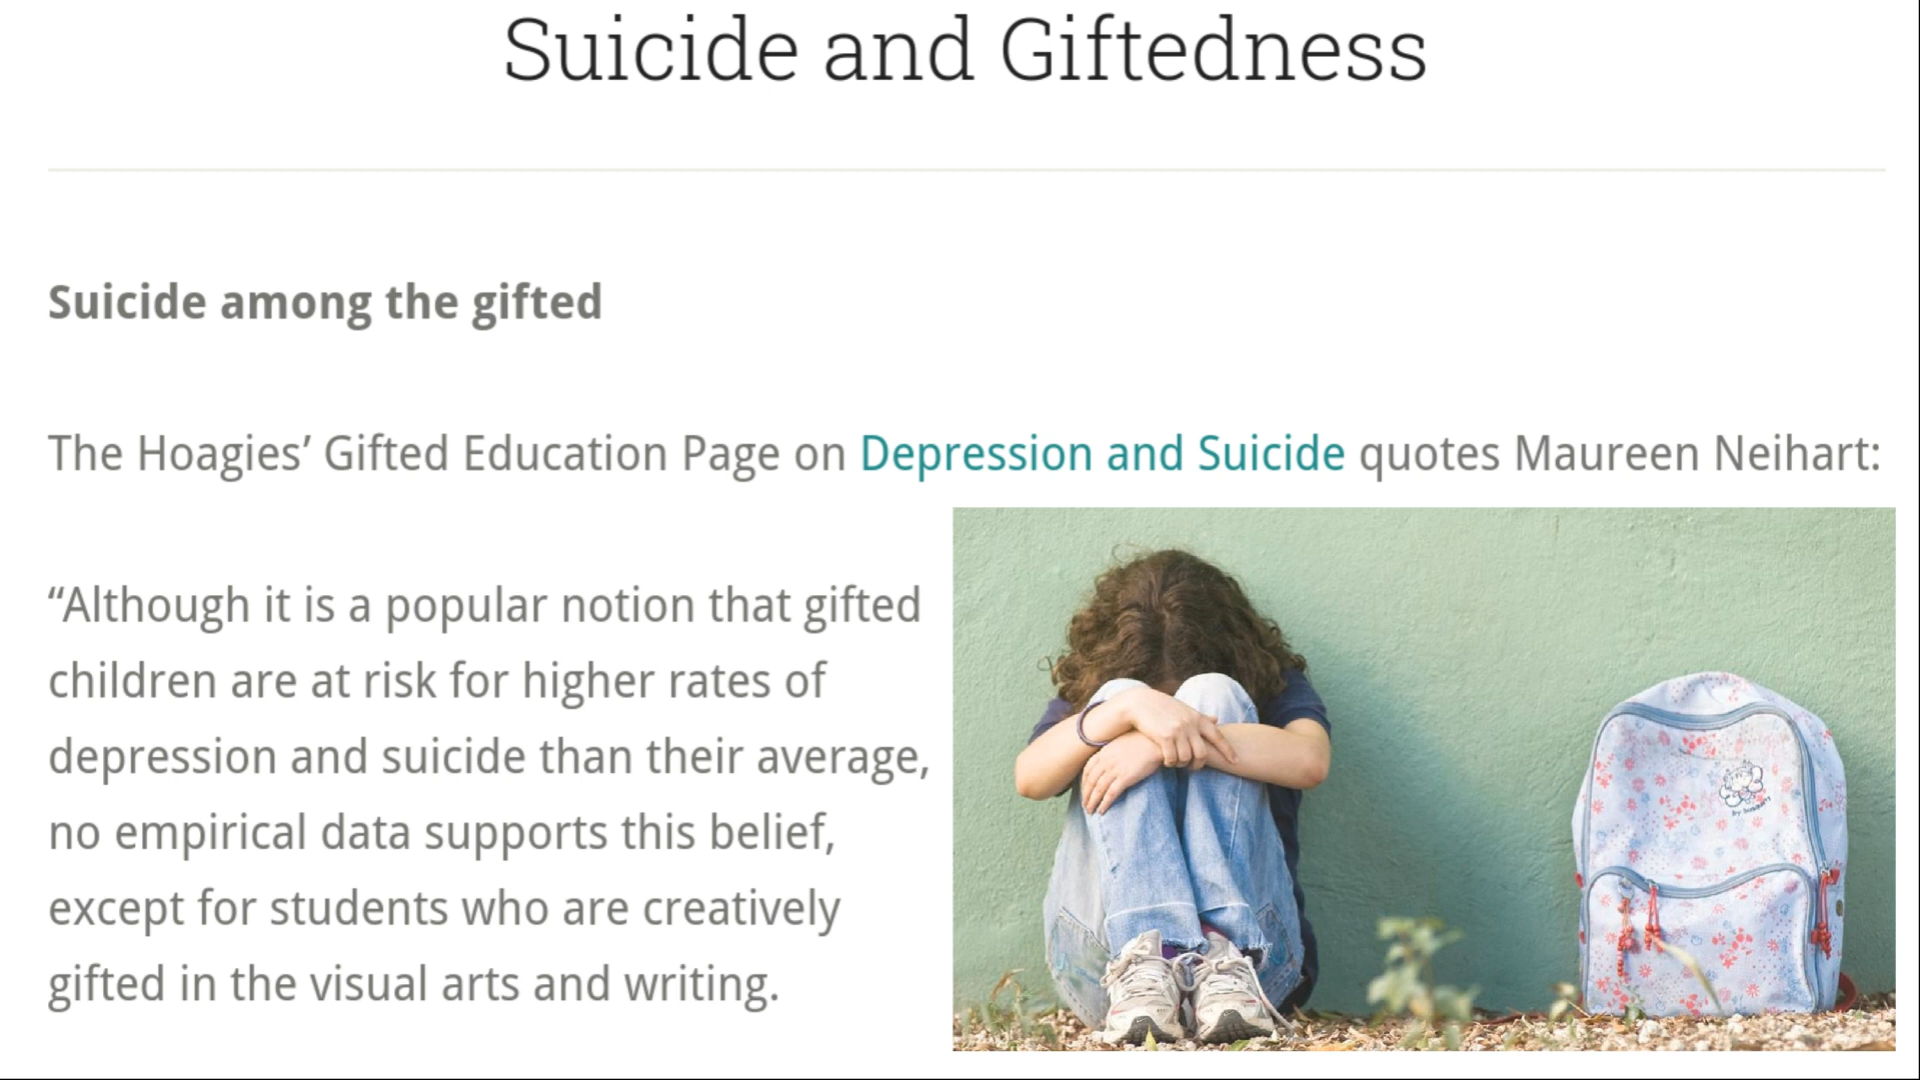 Suicide and Giftedness
Suicide among the gifted
The Hoagies’ Gifted Education Page on Depression and Suicide quotes Maureen Neihart:
“Although it is a popular notion that gifted
children are at risk for higher rates of
depression and suicide than their average,
no empirical data supports this belief,
except for students who are creatively
gifted in the visual arts and writing.